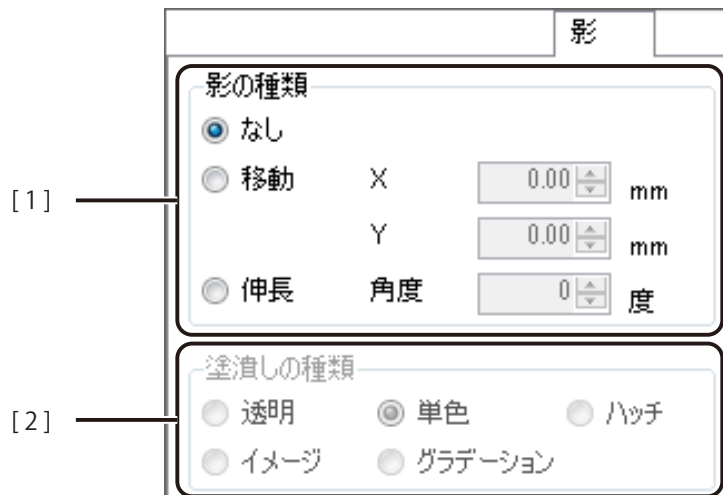 影
影の種類
なし
[1] 移動 X 0.00 mm
Y 0.00 mm
伸長 角度 0 度
塗潰しの種類
[2] 透明 単色 ハッチ
イメージ グラデーション